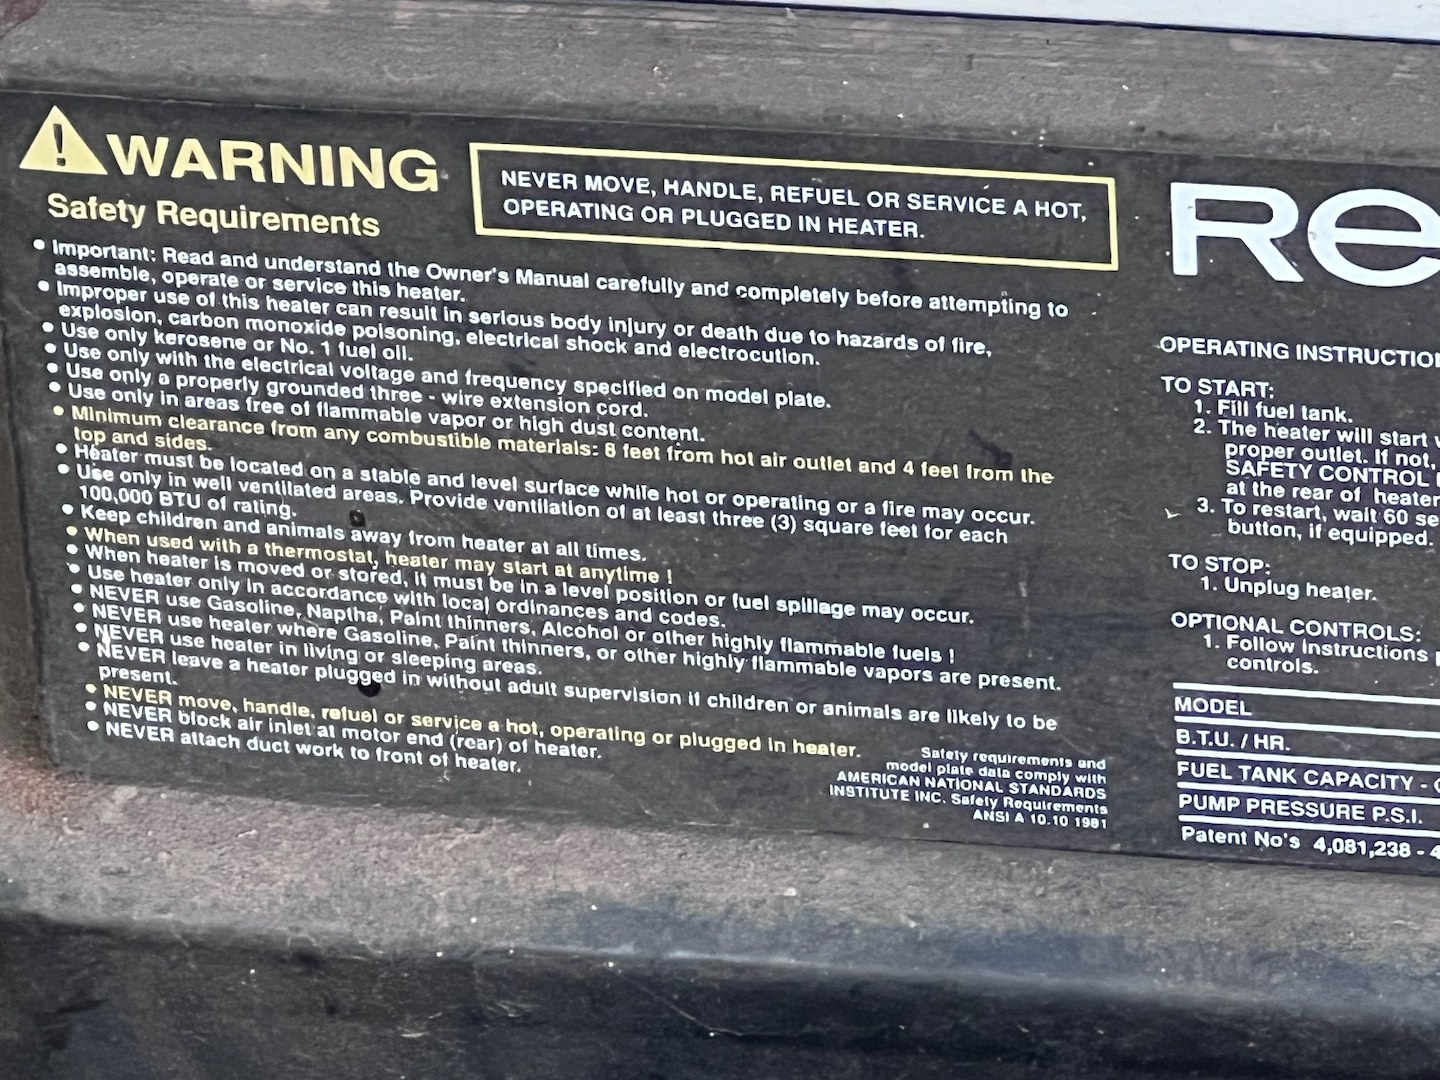 WARNING
Safety Requirements
NEVER MOVE, HANDLE, REFUEL OR SERVICE A HOT,
OPERATING OR PLUGGED IN HEATER.
• Important: Read and understand the Owner's Manual carefully and completely before attempting to
assemble, operate or service this heater.
• Improper use of this heater can result in serious body injury or death due to hazards of fire,
explosion, carbon monoxide poisoning, electrical shock and electrocution.
• Use only kerosene or No. 1 fuel oil.
• Use only with the electrical voltage and frequency specified on model plate.
• Use only a properly grounded three - wire extension cord.
• Use only in areas free of flammable vapor or high dust content.
• Minimum clearance from any combustible materials: 8 feet from hot air outlet and 4 feet from the
top and sides.
• Heater must be located on a stable and level surface while hot or operating or a fire may occur.
• Use only in well ventilated areas. Provide ventilation of at least three (3) square feet for each
100,000 BTU of rating.
• Keep children and animals away from heater at all times.
• When used with a thermostat, heater may start at anytime !
• When heater is moved or stored, it must be in a level position or fuel spillage may occur.
• Use heater only in accordance with local ordinances and codes.
• NEVER use Gasoline, Naptha, Paint thinners, Alcohol or other highly flammable fuels !
• NEVER use heater where Gasoline, Paint thinners, or other highly flammable vapors are present.
• NEVER use heater in living or sleeping areas.
• NEVER leave a heater plugged in without adult supervision if children or animals are likely to be
present.
• NEVER move, handle, refuel or service a hot, operating or plugged in heater.
• NEVER block air inlet at motor end (rear) of heater.
• NEVER attach duct work to front of heater.
Safety requirements and
model plate data comply with
AMERICAN NATIONAL STANDARDS
INSTITUTE INC. Safety Requirements
ANSI A 10.10 1981
Re
OPERATING INSTRUCTIO
TO START:
1. Fill fuel tank.
2. The heater will start
proper outlet. If not,
SAFETY CONTROL
at the rear of heater
3. To restart, wait 60 se
button, if equipped.
TO STOP:
1. Unplug heater.
OPTIONAL CONTROLS:
1. Follow instructions
controls.
MODEL
B.T.U. / HR.
FUEL TANK CAPACITY -
PUMP PRESSURE P.S.I.
Patent No's 4,081,238 - 4